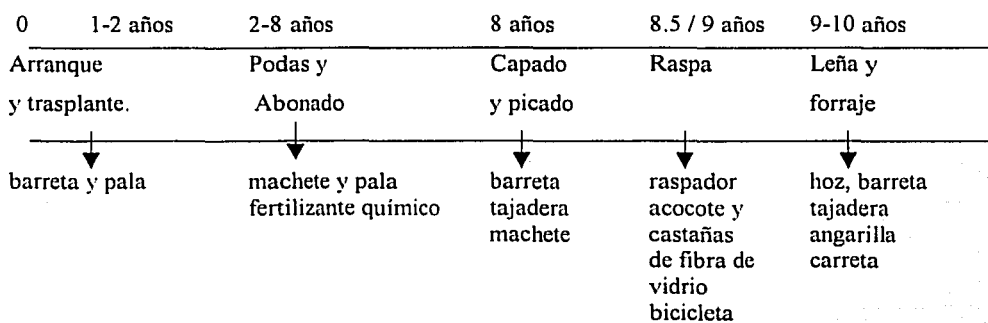 0 1-2 años 2-8 años 8 años 8.5 / 9 años 9-10 años
Arranque Podas y Capado Raspa Leña y
y trasplante. Abonado y picado forraje
barreta y pala machete y pala barreta raspador hoz, barreta
fertilizante químico tajadera acocote y tajadera
machete castañas angarilla
de fibra de carreta
vidrio
bicicleta